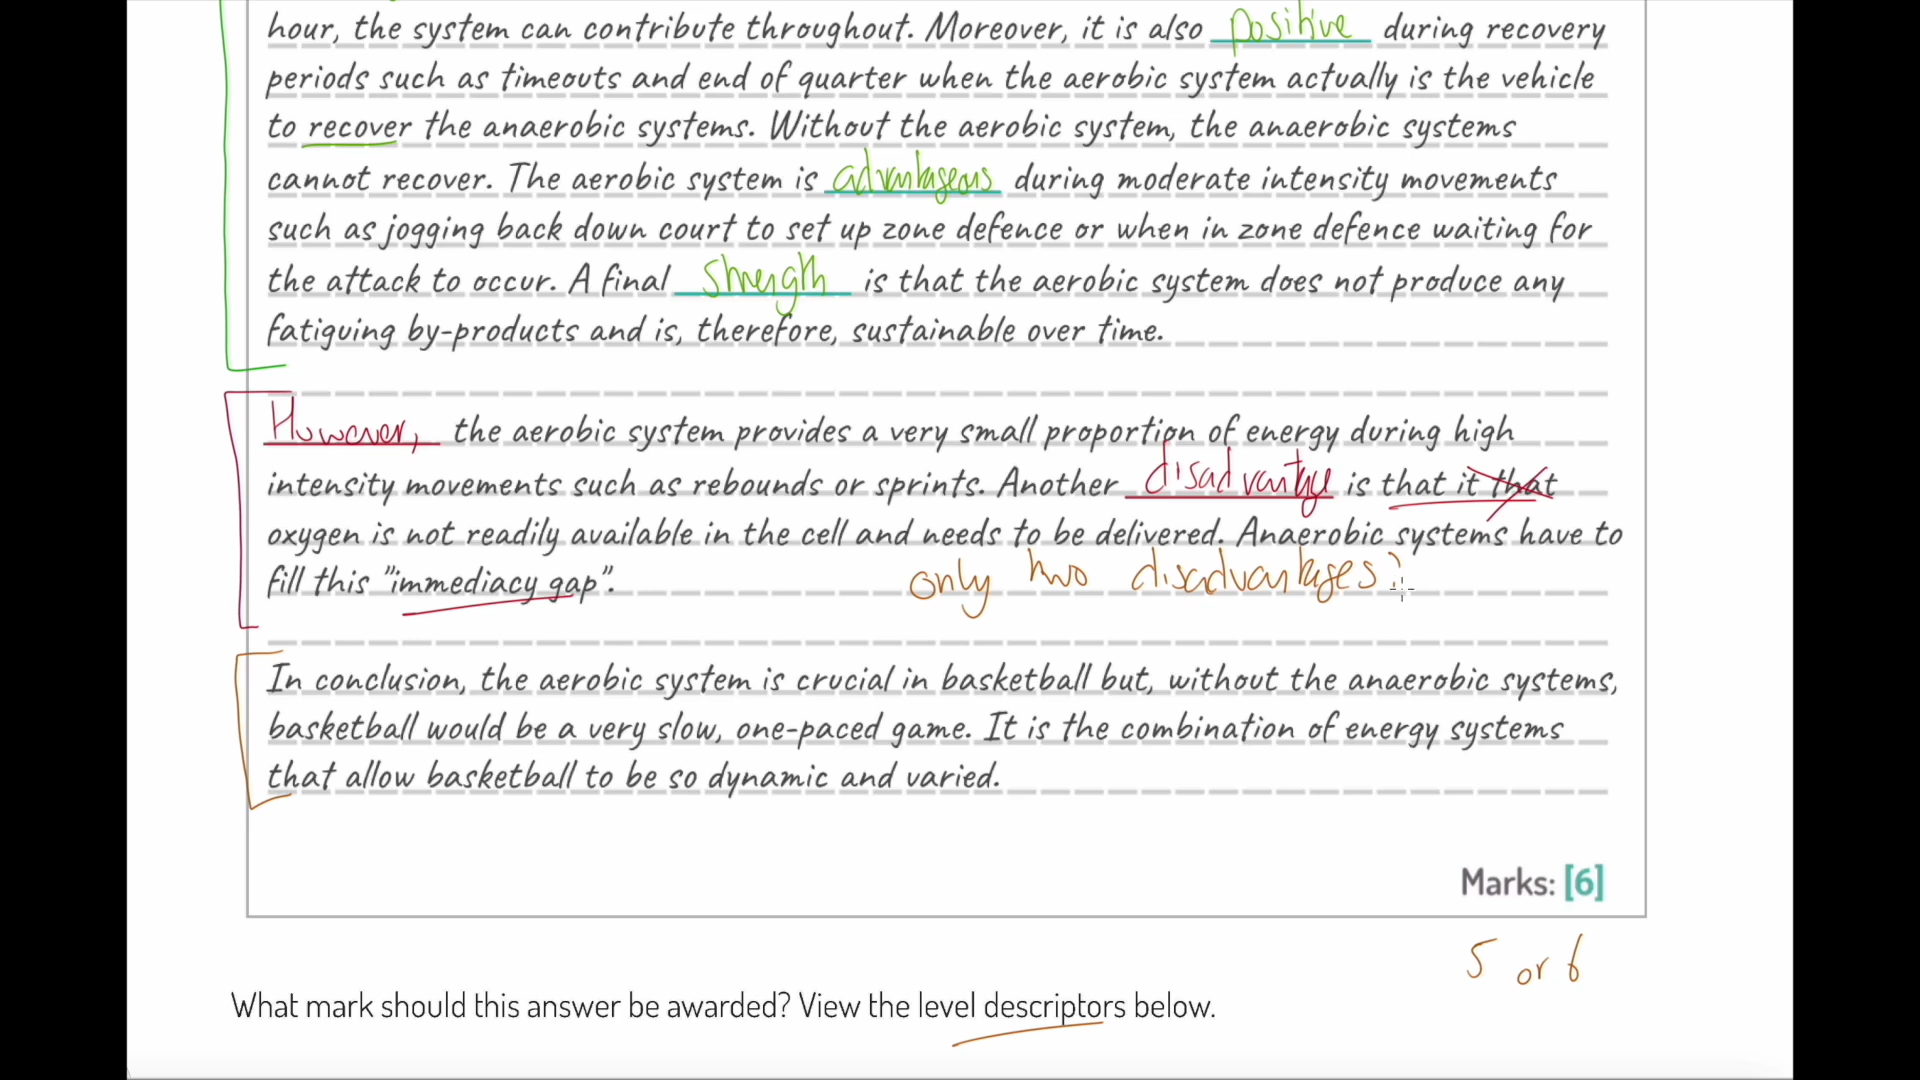 hour, the system can contribute throughout. Moreover, it is also positive during recovery
periods such as timeouts and end of quarter when the aerobic system actually is the vehicle
to recover the anaerobic systems. Without the aerobic system, the anaerobic systems
cannot recover. The aerobic system is advantageous during moderate intensity movements
such as jogging back down court to set up zone defence or when in zone defence waiting for
the attack to occur. A final strength is that the aerobic system does not produce any
fatiguing by-products and is, therefore, sustainable over time.
However, the aerobic system provides a very small proportion of energy during high
intensity movements such as rebounds or sprints. Another disadvantage is that it that
oxygen is not readily available in the cell and needs to be delivered. Anaerobic systems have to
fill this "immediacy gap".
only two disadvantages?
In conclusion, the aerobic system is crucial in basketball but, without the anaerobic systems,
basketball would be a very slow, one-paced game. It is the combination of energy systems
that allow basketball to be so dynamic and varied.
Marks: [6]
5 or 6
What mark should this answer be awarded? View the level descriptors below.